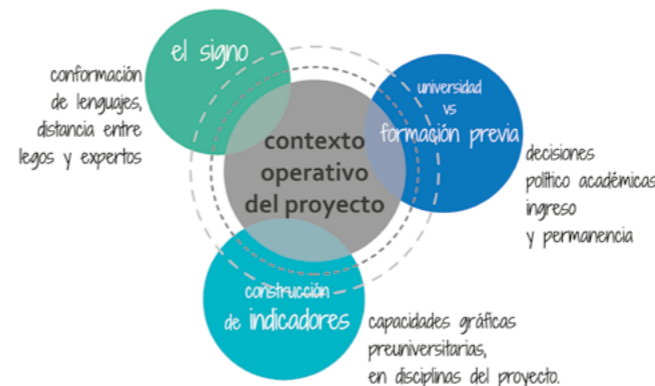 el signo
conformación
de lenguajes,
distancia entre
legos y expertos
universidad
vs
formación previa
decisiones
político académicas
ingreso
y permanencia
contexto
operativo
del proyecto
construcción
de indicadores
capacidades gráficas
preuniversitarias,
en disciplinas del proyecto.